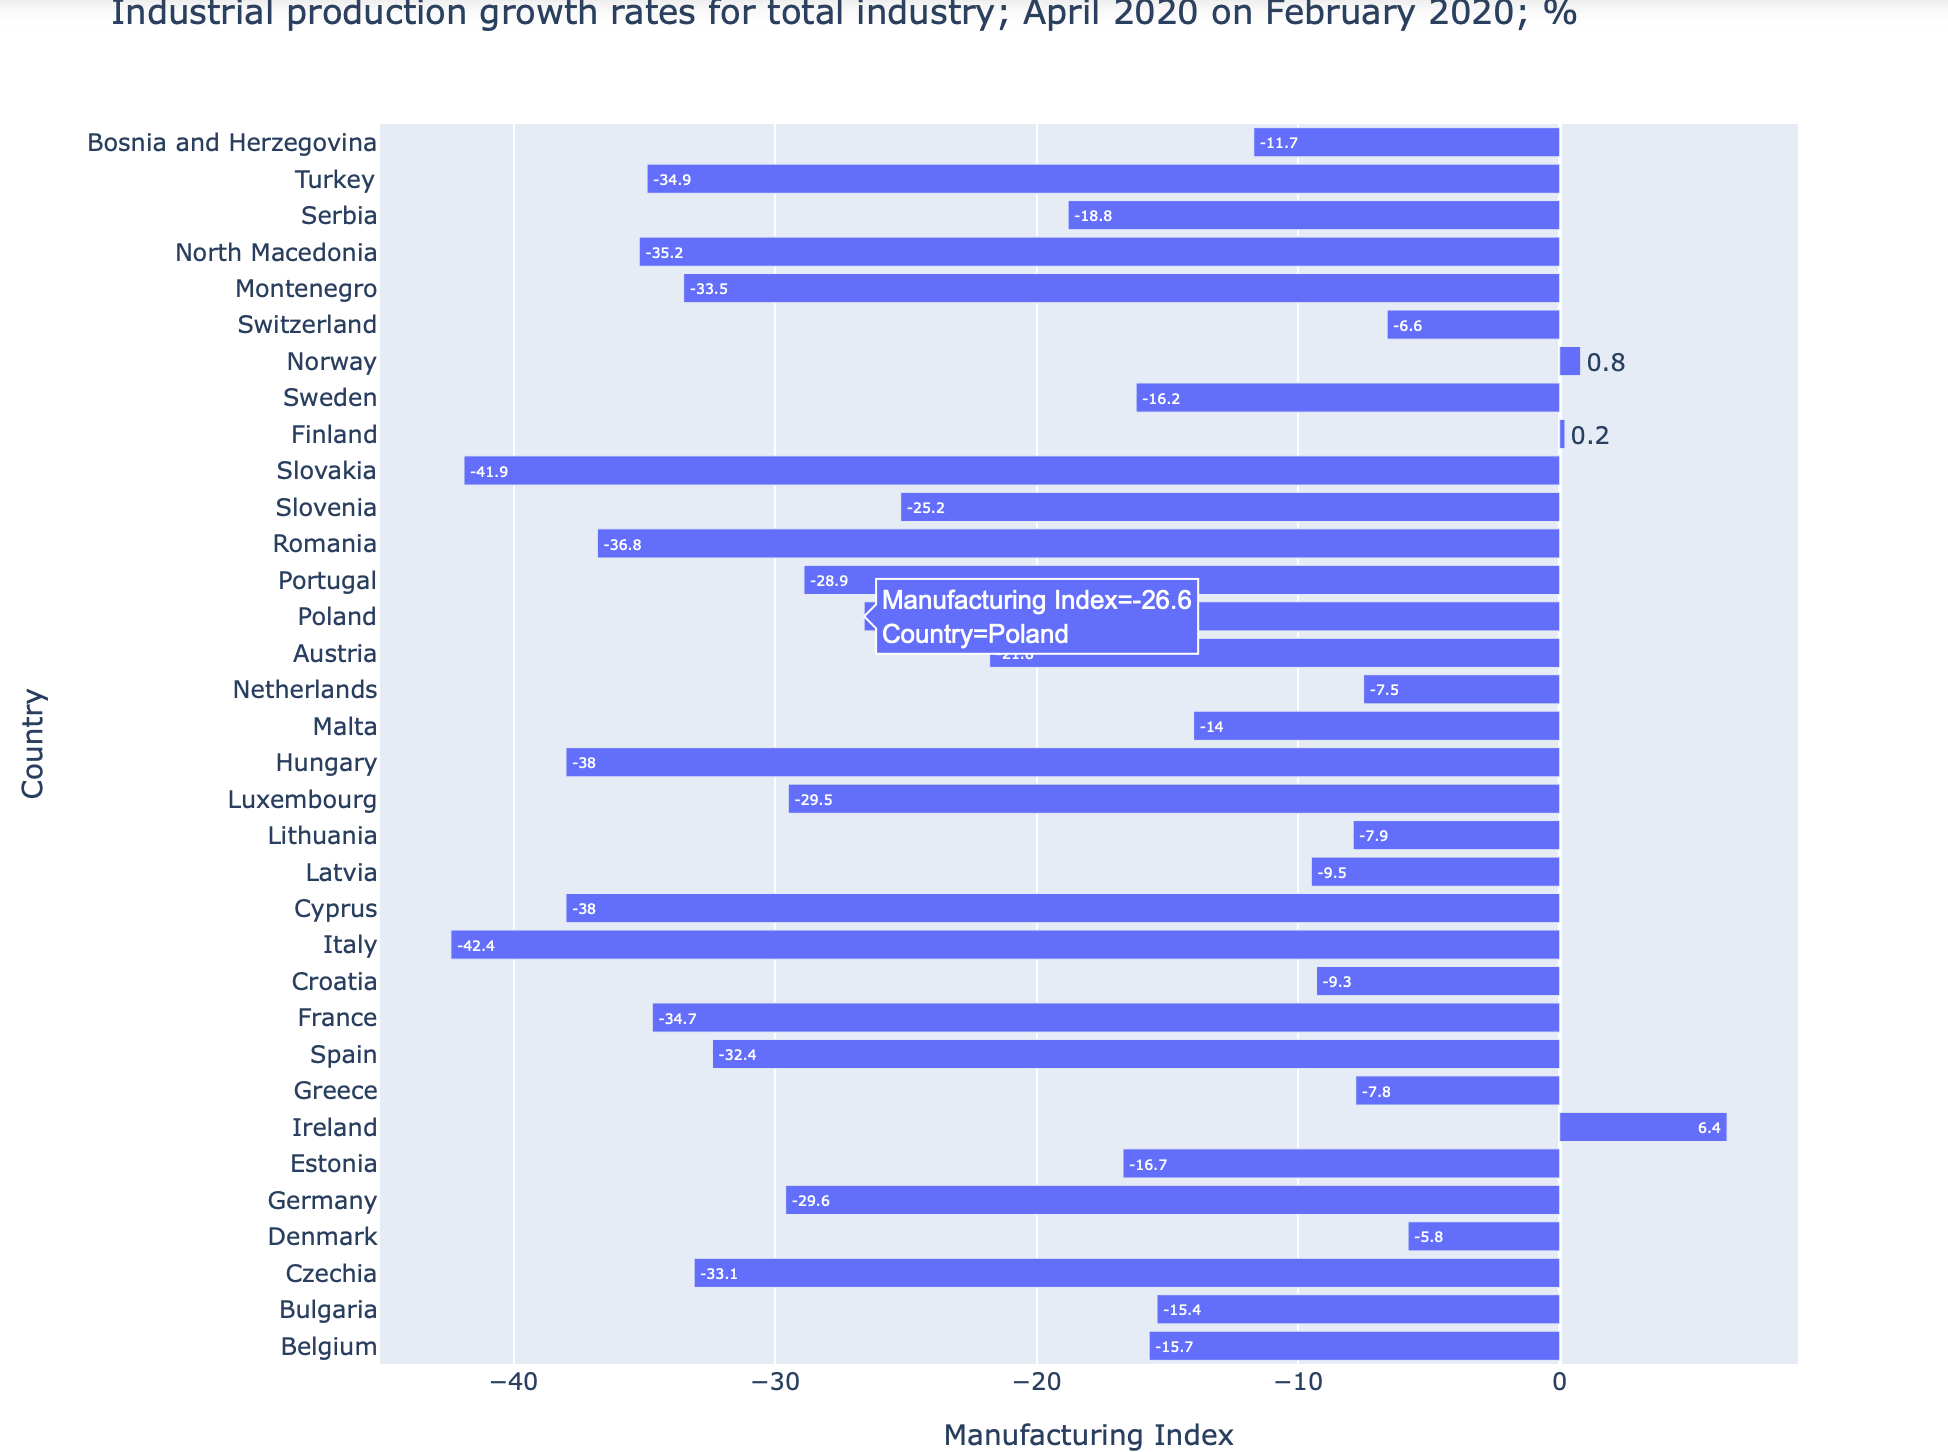 Industrial production growth rates for total industry; April 2020 on February 2020; %
Bosnia and Herzegovina -11.7
Turkey -34.9
Serbia -18.8
North Macedonia -35.2
Montenegro -33.5
Switzerland -6.6
Norway 0.8
Sweden -16.2
Finland 0.2
Slovakia -41.9
Slovenia -25.2
Romania -36.8
Portugal -28.9
Manufacturing Index=-26.6
Poland
Country=Poland
Austria
Netherlands -7.5
Malta -14
Hungary -38
Luxembourg -29.5
Lithuania -7.9
Latvia -9.5
Cyprus -38
Italy -42.4
Croatia -9.3
France -34.7
Spain -32.4
Greece -7.8
Ireland 6.4
Estonia -16.7
Germany -29.6
Denmark -5.8
Czechia -33.1
Bulgaria -15.4
Belgium -15.7
Country
−40 −30 −20 −10 0
Manufacturing Index